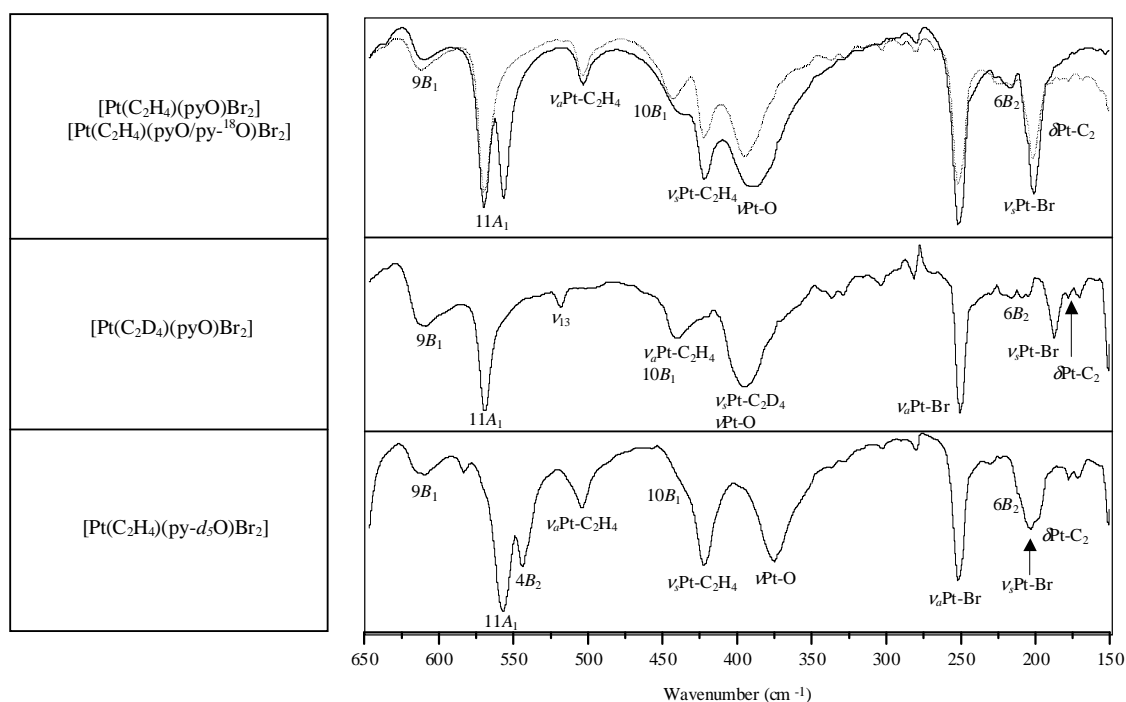 [Pt(C₂H₄)(pyO)Br₂]
[Pt(C₂H₄)(pyO/py-¹⁸O)Br₂]
9B₁
11A₁
νₐPt-C₂H₄
10B₁
νₛPt-C₂H₄
νPt-O
6B₂
νₛPt-Br
δPt-C₂
[Pt(C₂D₄)(pyO)Br₂]
9B₁
11A₁
ν₁₃
νₐPt-C₂H₄
10B₁
νₛPt-C₂D₄
νPt-O
νₐPt-Br
6B₂
νₛPt-Br
δPt-C₂
[Pt(C₂H₄)(py-d₅O)Br₂]
9B₁
11A₁
4B₂
νₐPt-C₂H₄
10B₁
νₛPt-C₂H₄
νPt-O
νₐPt-Br
6B₂
νₛPt-Br
δPt-C₂
650 600 550 500 450 400 350 300 250 200 150
Wavenumber (cm⁻¹)